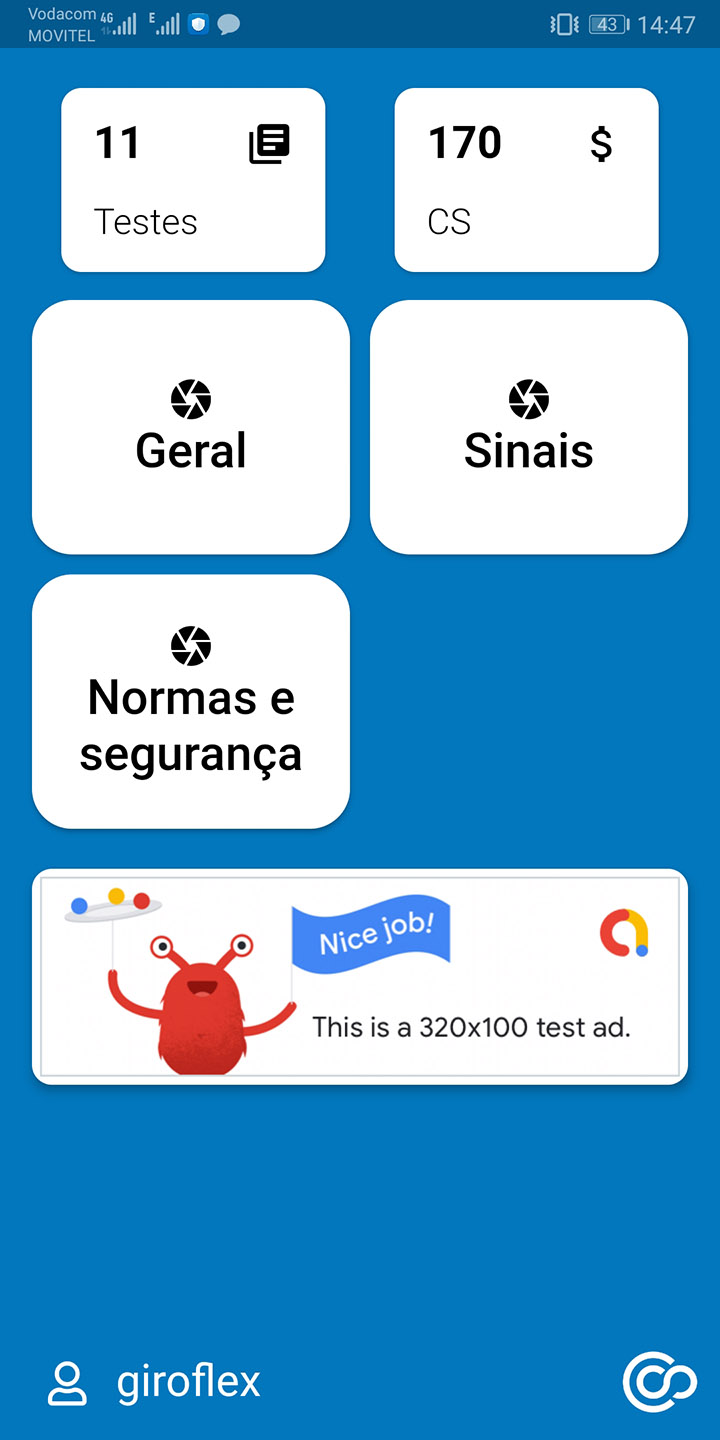 Vodacom 4G E 43 14:47
MOVITEL
11
Testes
170 $
CS
Geral
Sinais
Normas e
segurança
Nice job!
This is a 320x100 test ad.
giroflex